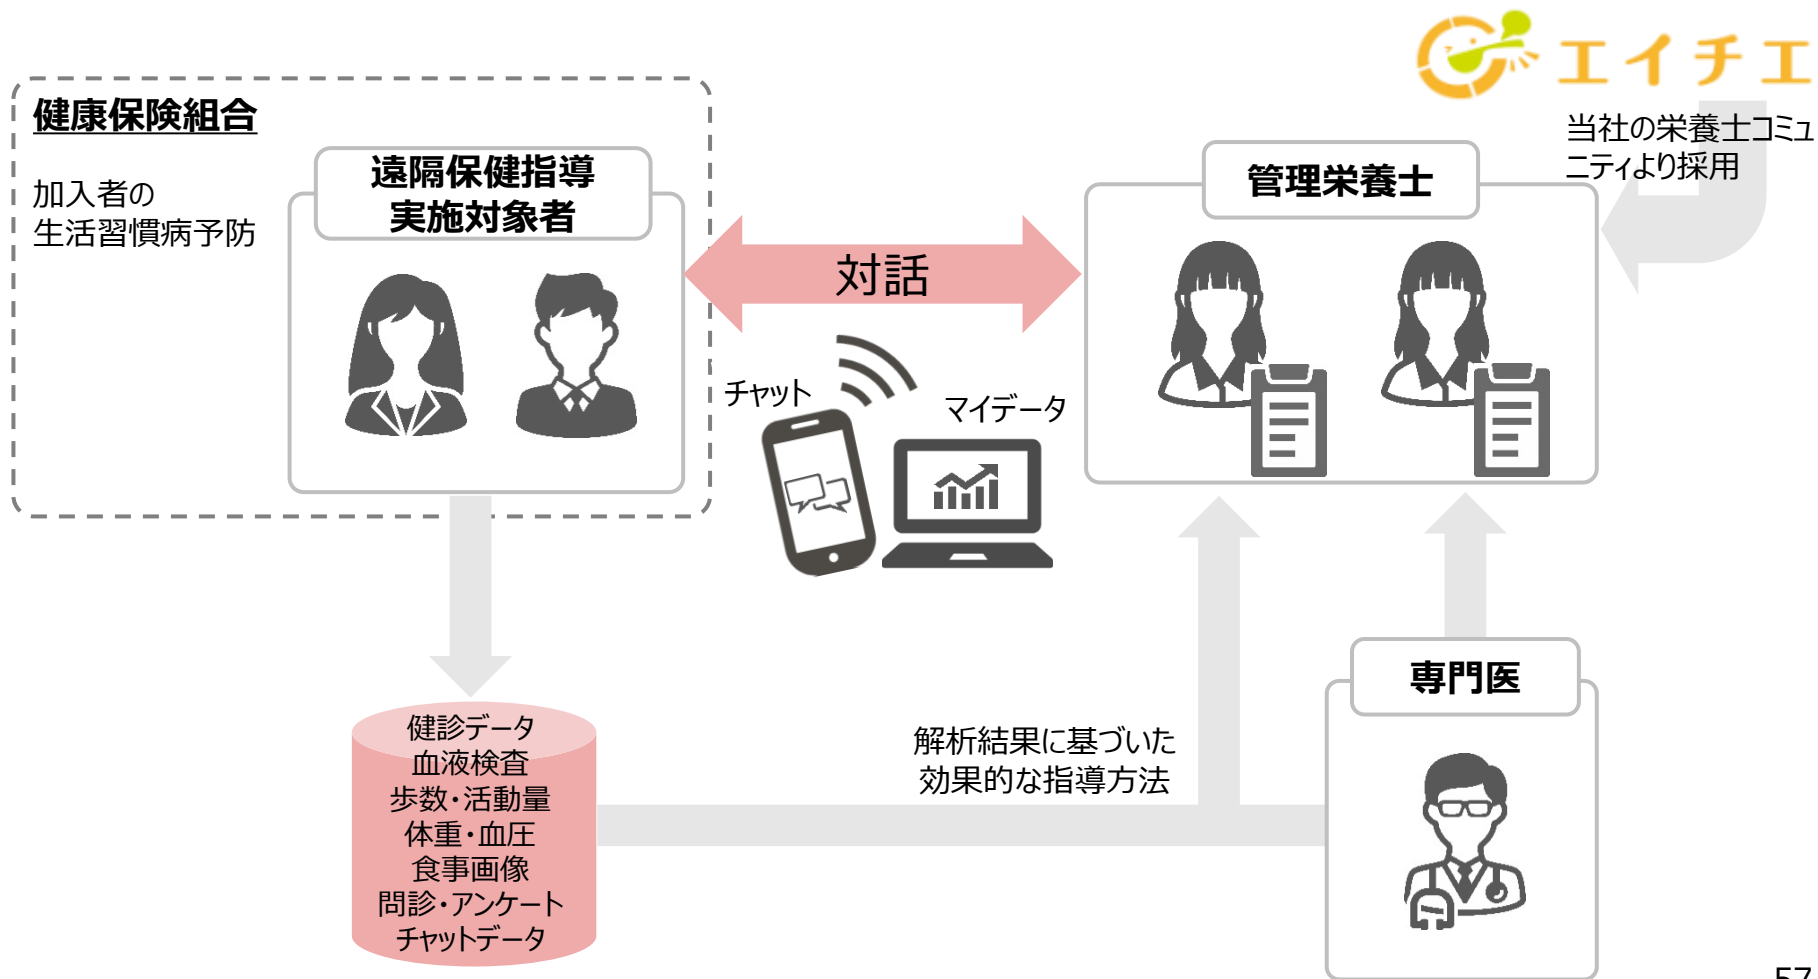 エイチエ
当社の栄養士コミュ
ニティより採用
健康保険組合
加入者の
生活習慣病予防
遠隔保健指導
実施対象者
対話
管理栄養士
チャット
マイデータ
専門医
解析結果に基づいた
効果的な指導方法
健診データ
血液検査
歩数・活動量
体重・血圧
食事画像
問診・アンケート
チャットデータ
57